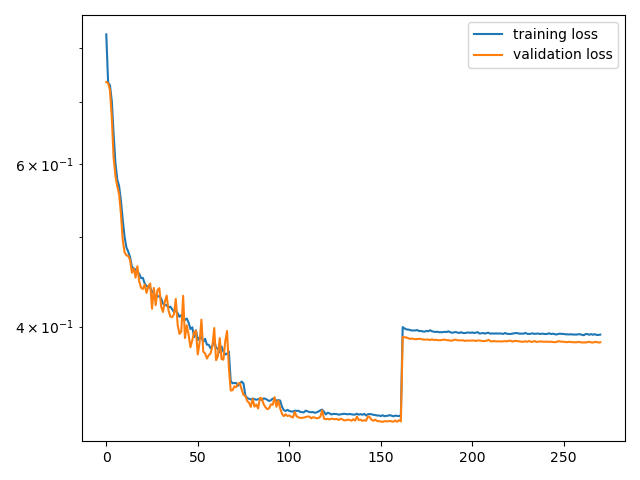 training loss
validation loss
6 × 10⁻¹
4 × 10⁻¹
0 50 100 150 200 250